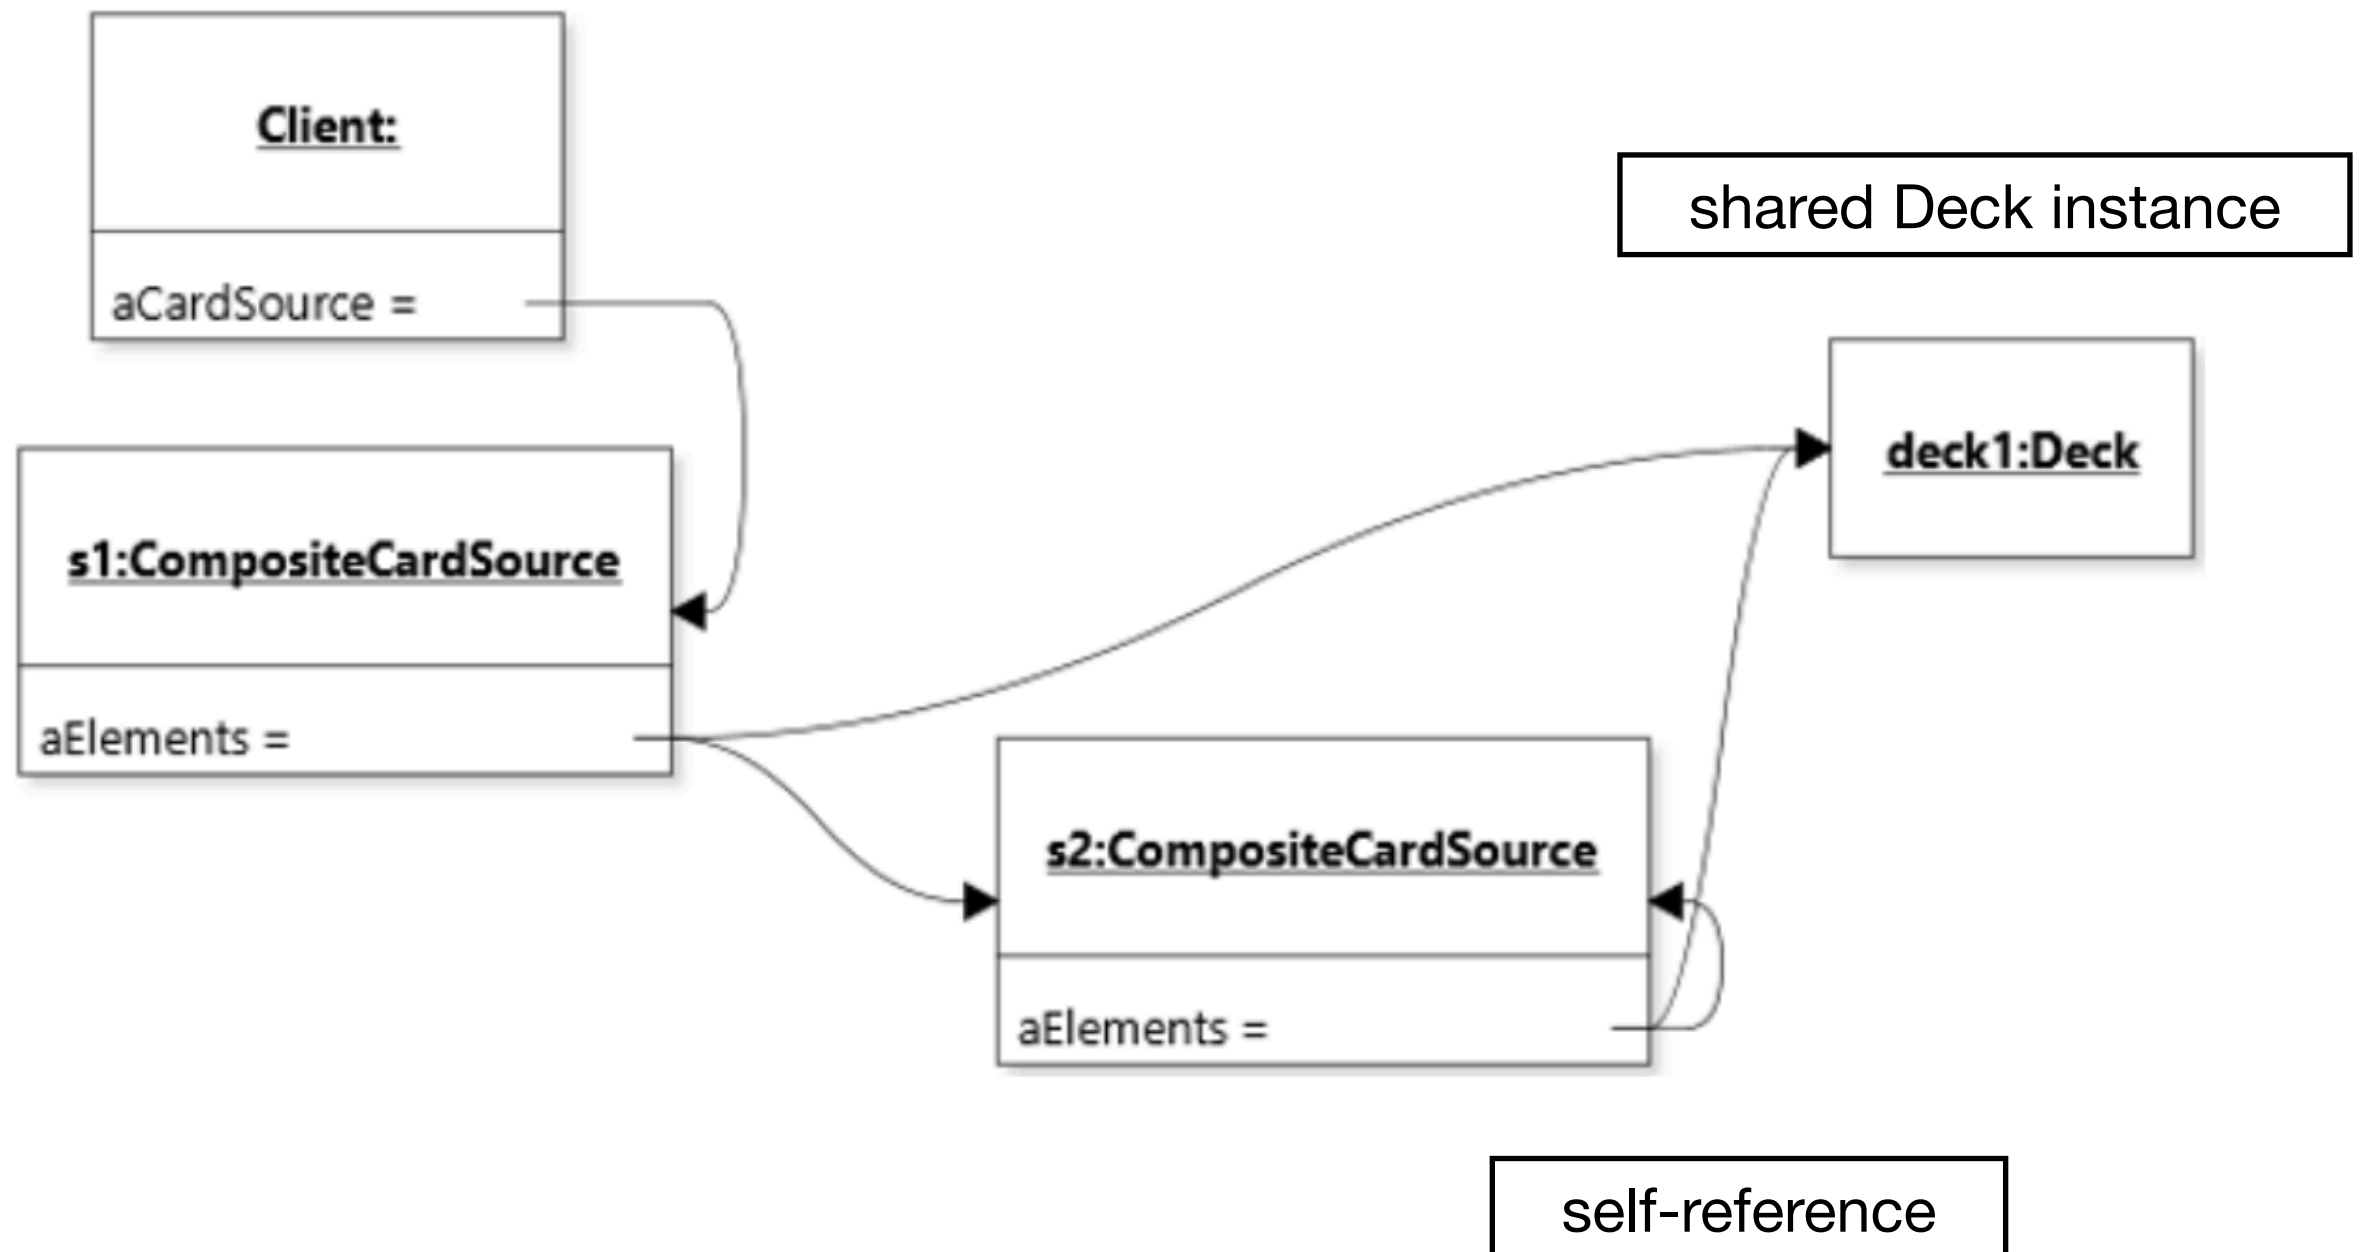 Client:
aCardSource =
shared Deck instance
deck1:Deck
s1:CompositeCardSource
aElements =
s2:CompositeCardSource
aElements =
self-reference